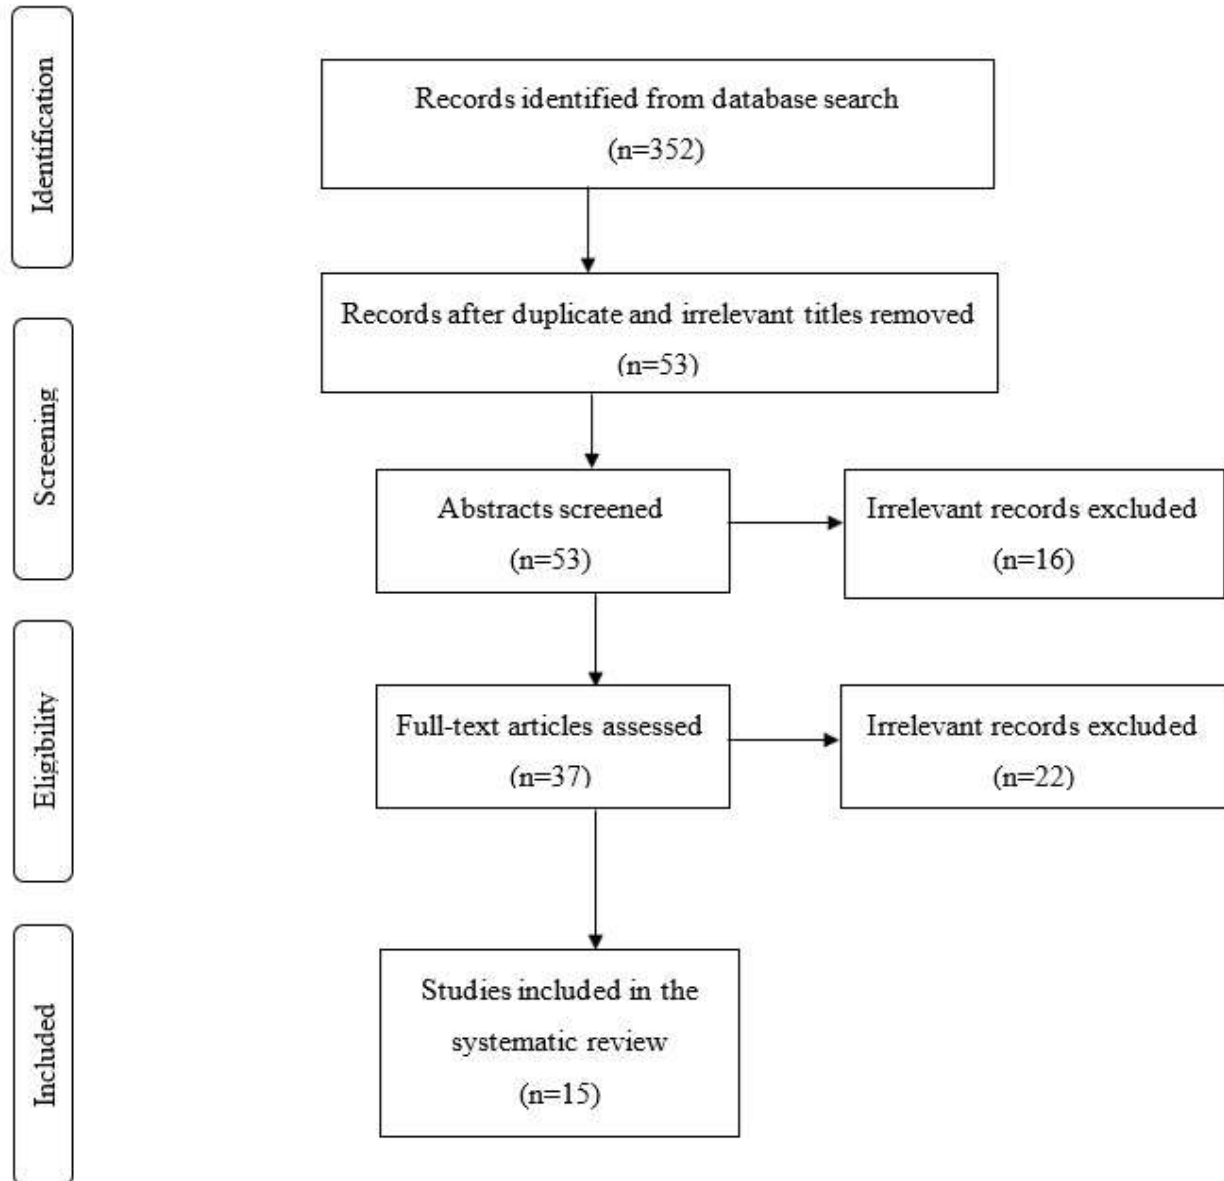 Identification
Records identified from database search
(n=352)
Records after duplicate and irrelevant titles removed
(n=53)
Screening
Abstracts screened
(n=53)
Irrelevant records excluded
(n=16)
Eligibility
Full-text articles assessed
(n=37)
Irrelevant records excluded
(n=22)
Included
Studies included in the
systematic review
(n=15)